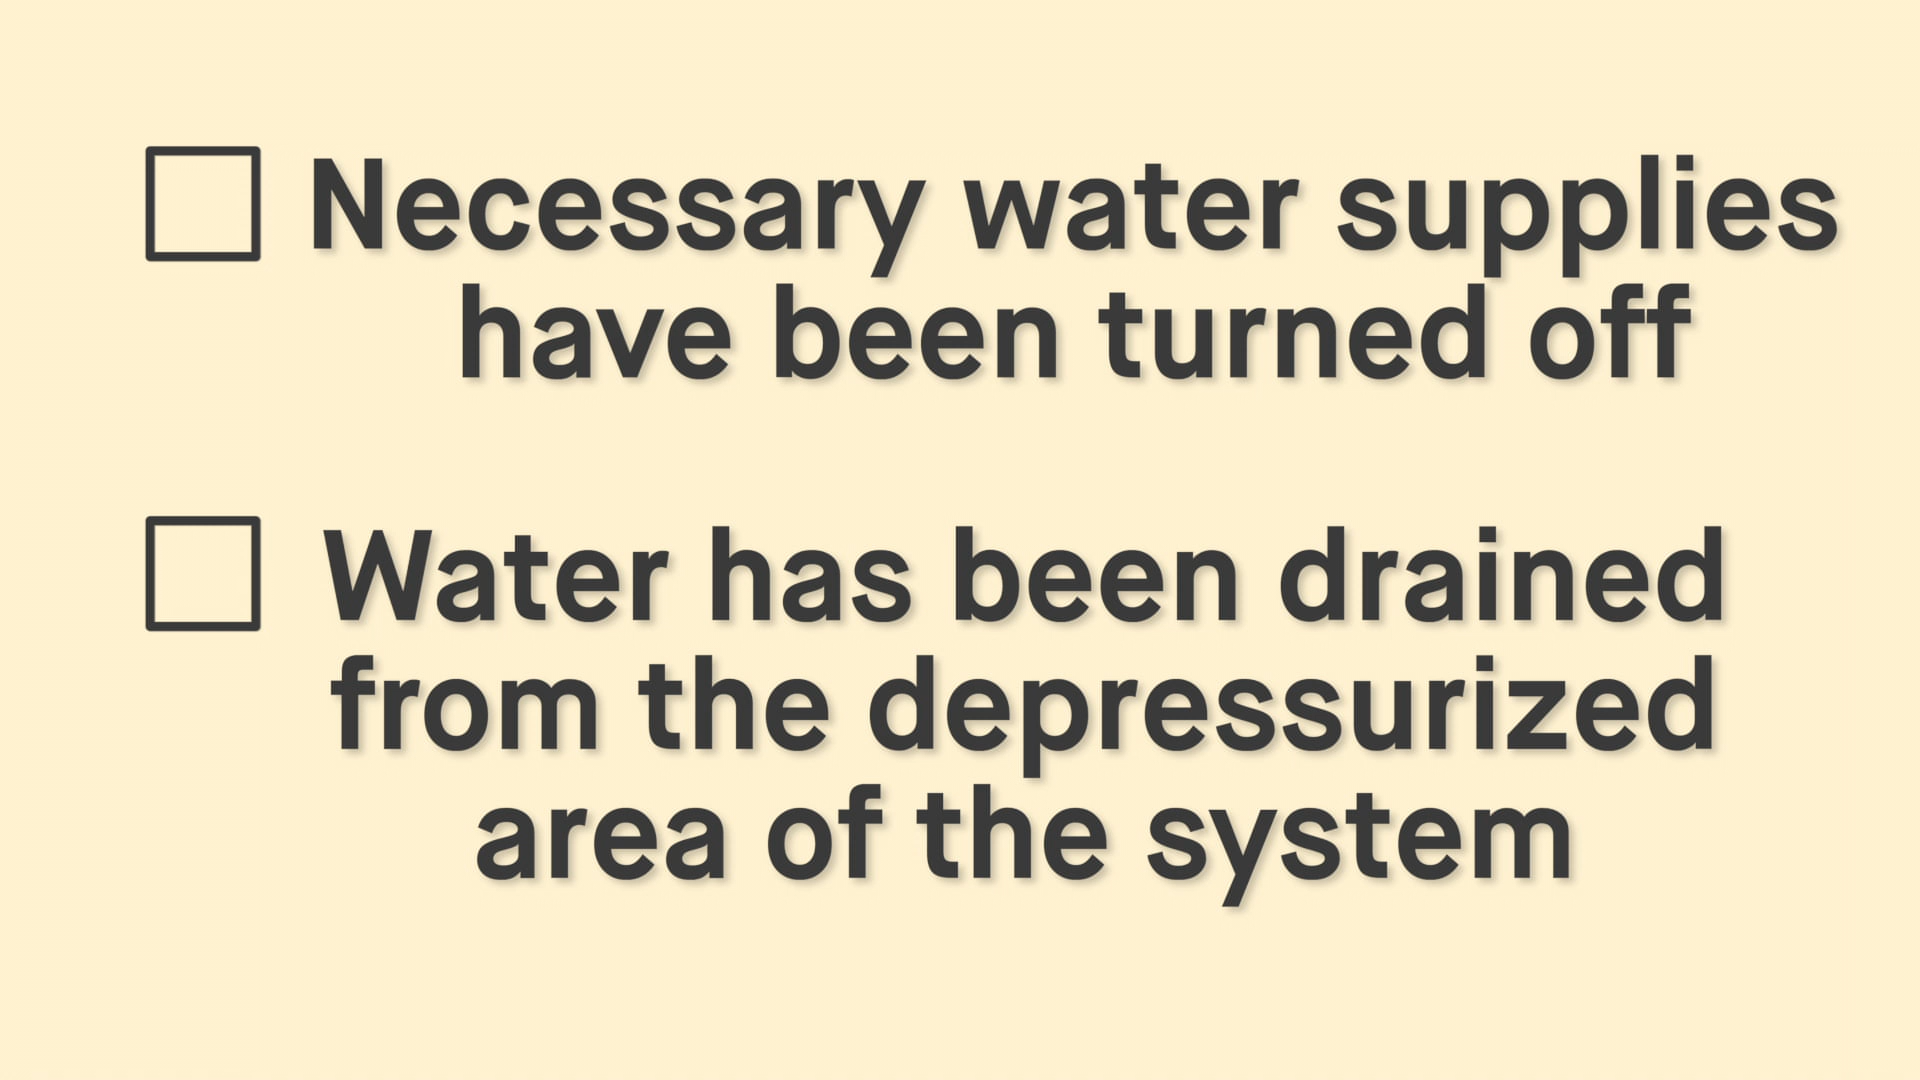 Necessary water supplies
have been turned off
Water has been drained
from the depressurized
area of the system